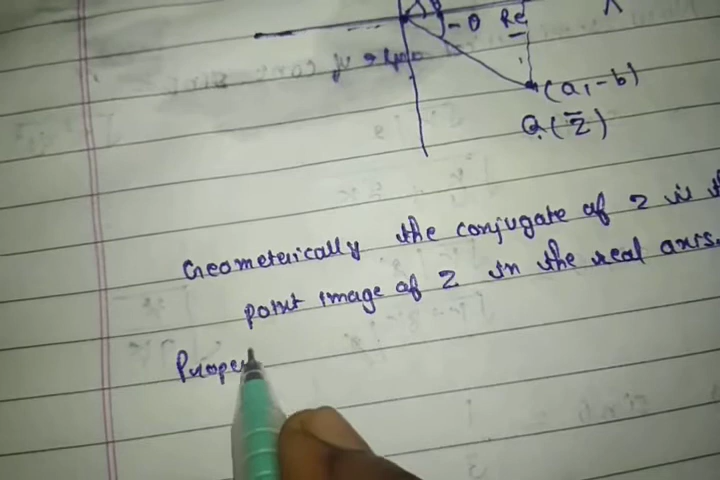 -θ Re
(a, -b)
Q(z̅)
Geometrically the conjugate of z is
point image of z in the real axis.
Prope